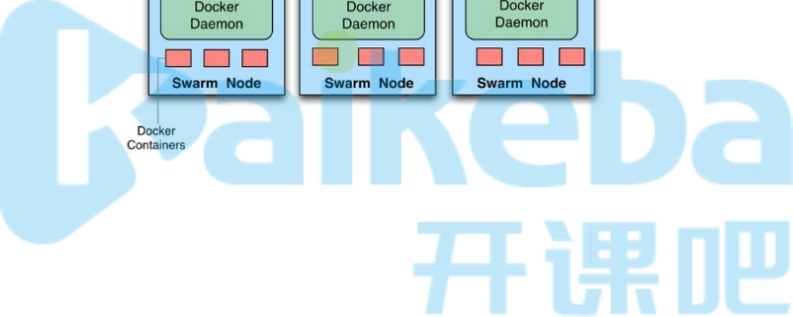 Docker
Daemon
Docker
Daemon
Docker
Daemon
Swarm Node
Swarm Node
Swarm Node
Docker
Containers
kaikeba
开课吧